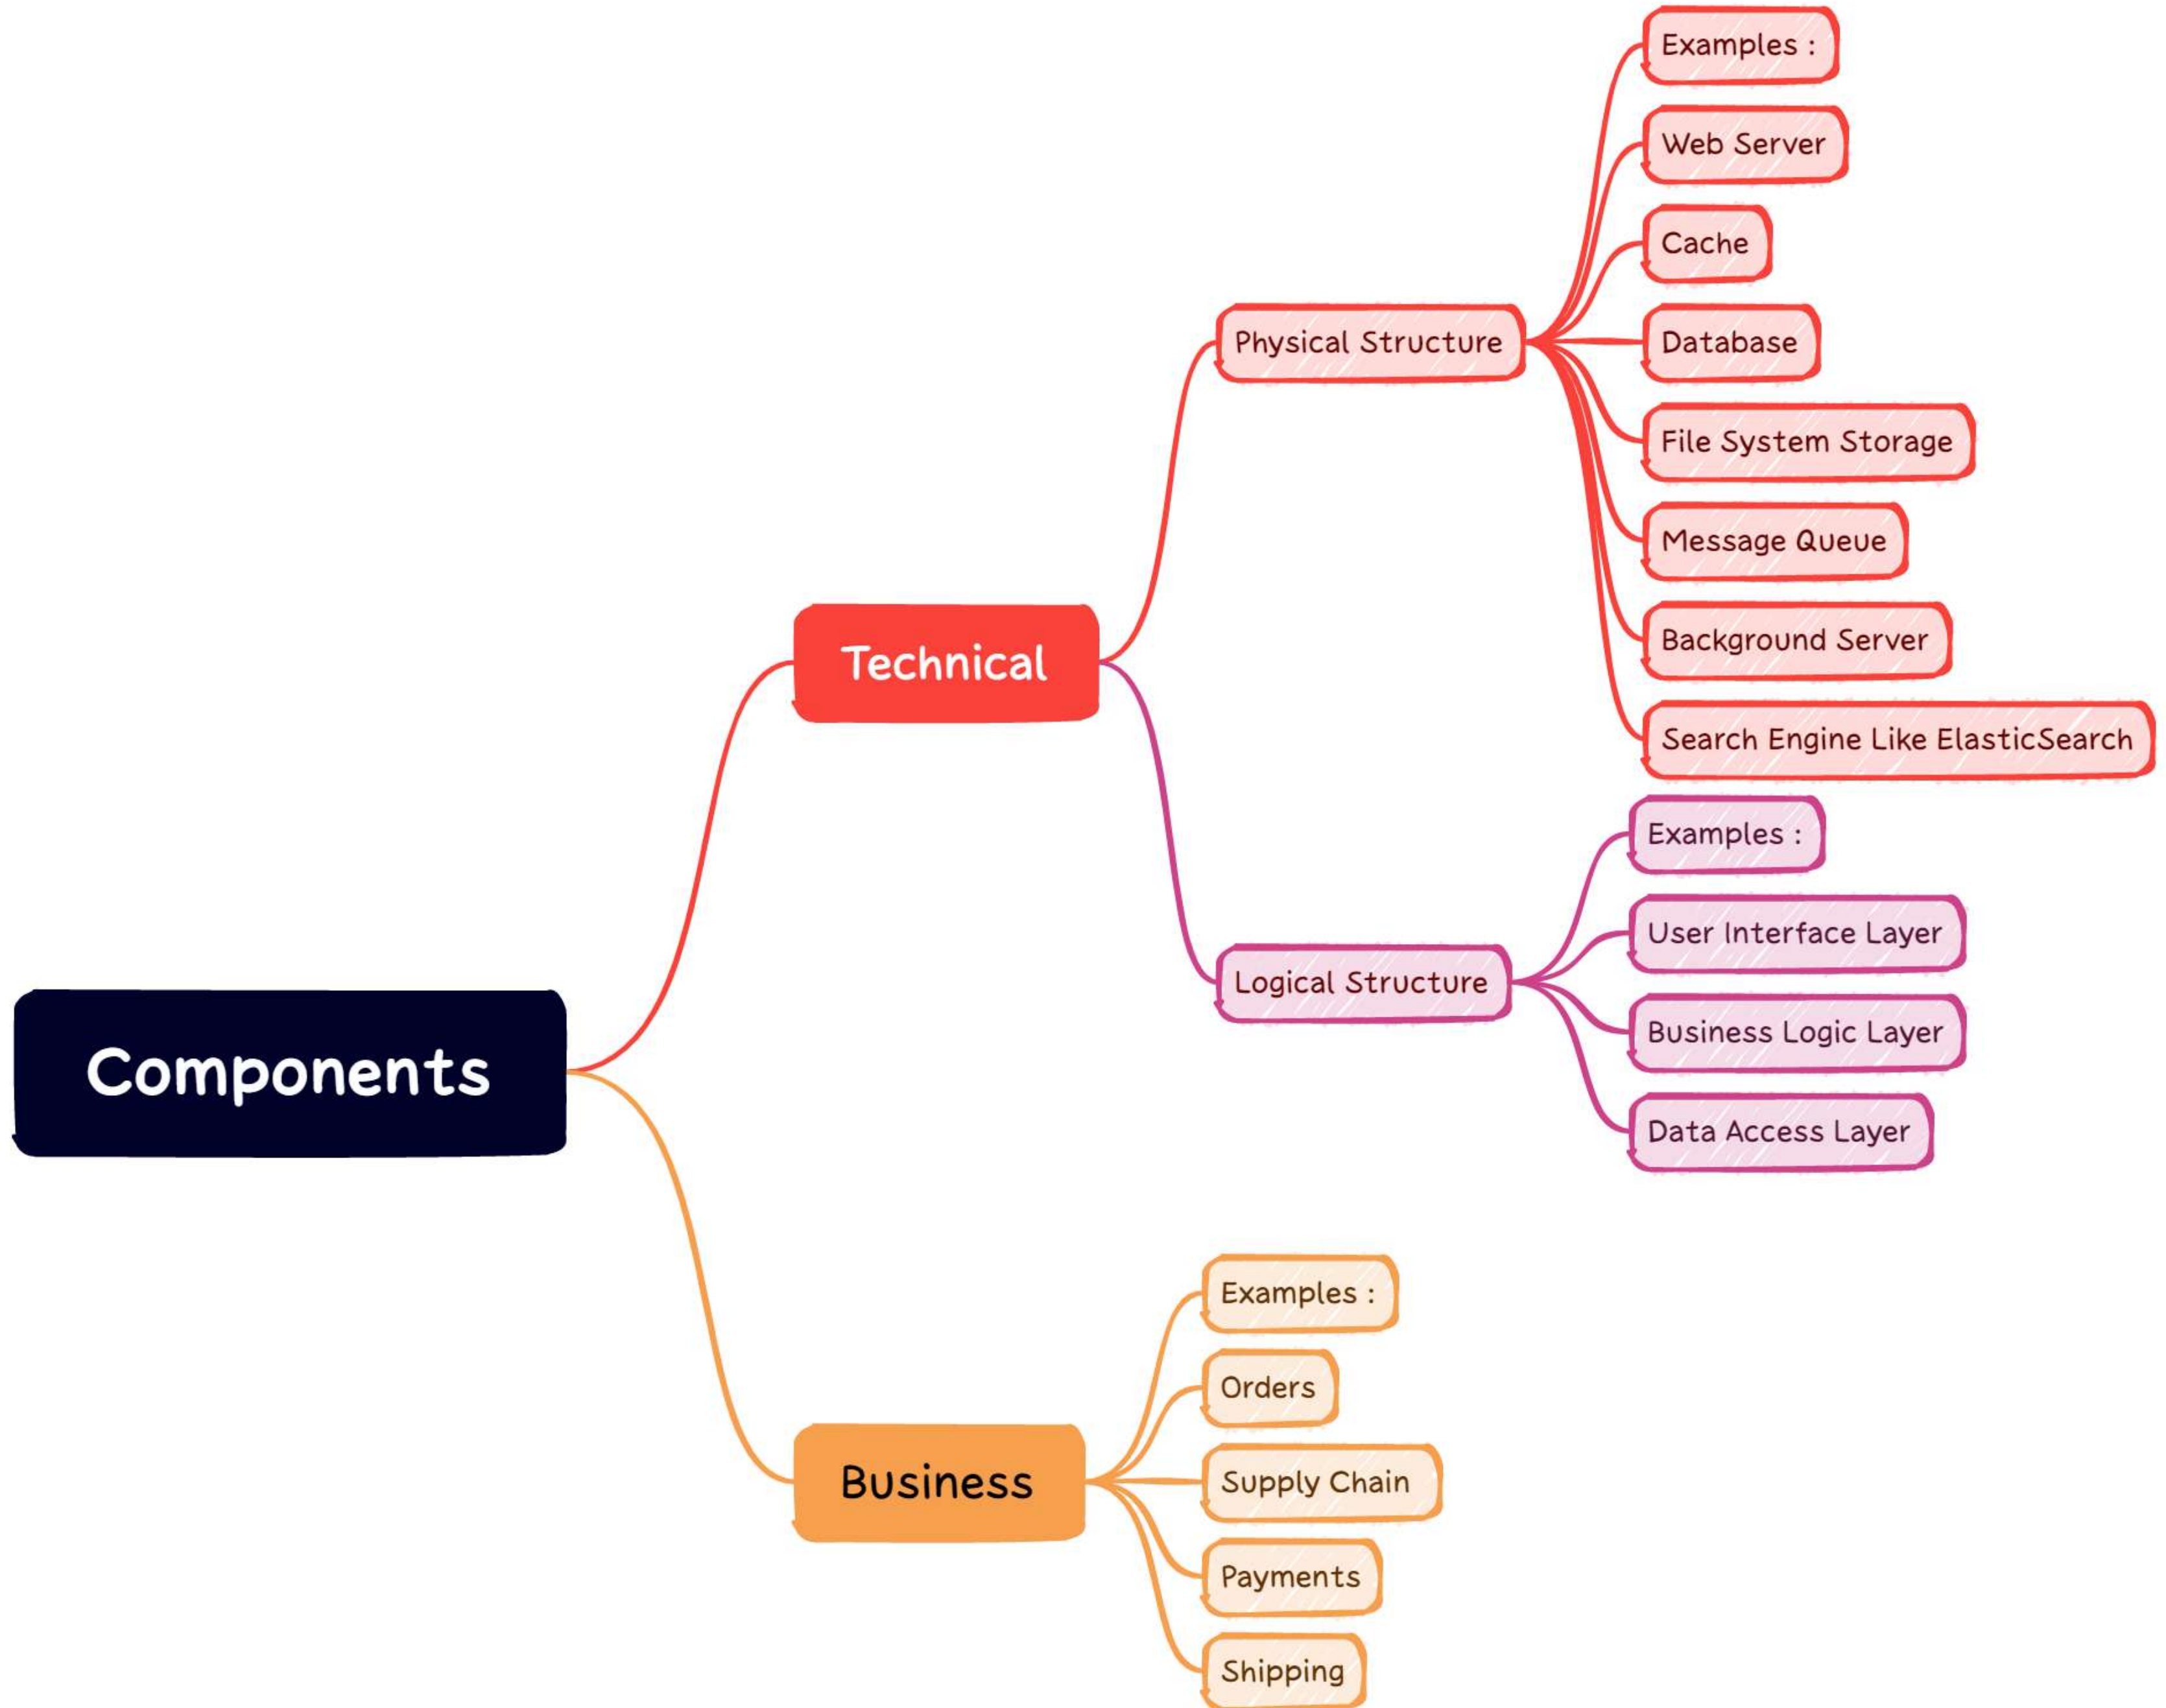 Components
Technical
Physical Structure
Examples :
Web Server
Cache
Database
File System Storage
Message Queue
Background Server
Search Engine Like ElasticSearch
Logical Structure
Examples :
User Interface Layer
Business Logic Layer
Data Access Layer
Business
Examples :
Orders
Supply Chain
Payments
Shipping